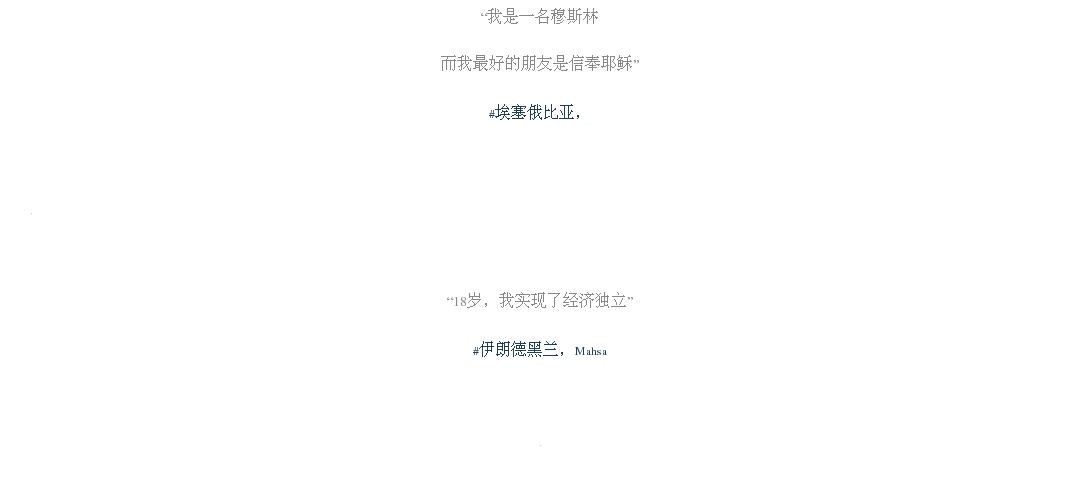 “我是一名穆斯林
而我最好的朋友是信奉耶稣”
#埃塞俄比亚，
“18岁，我实现了经济独立”
#伊朗德黑兰，Mahsa